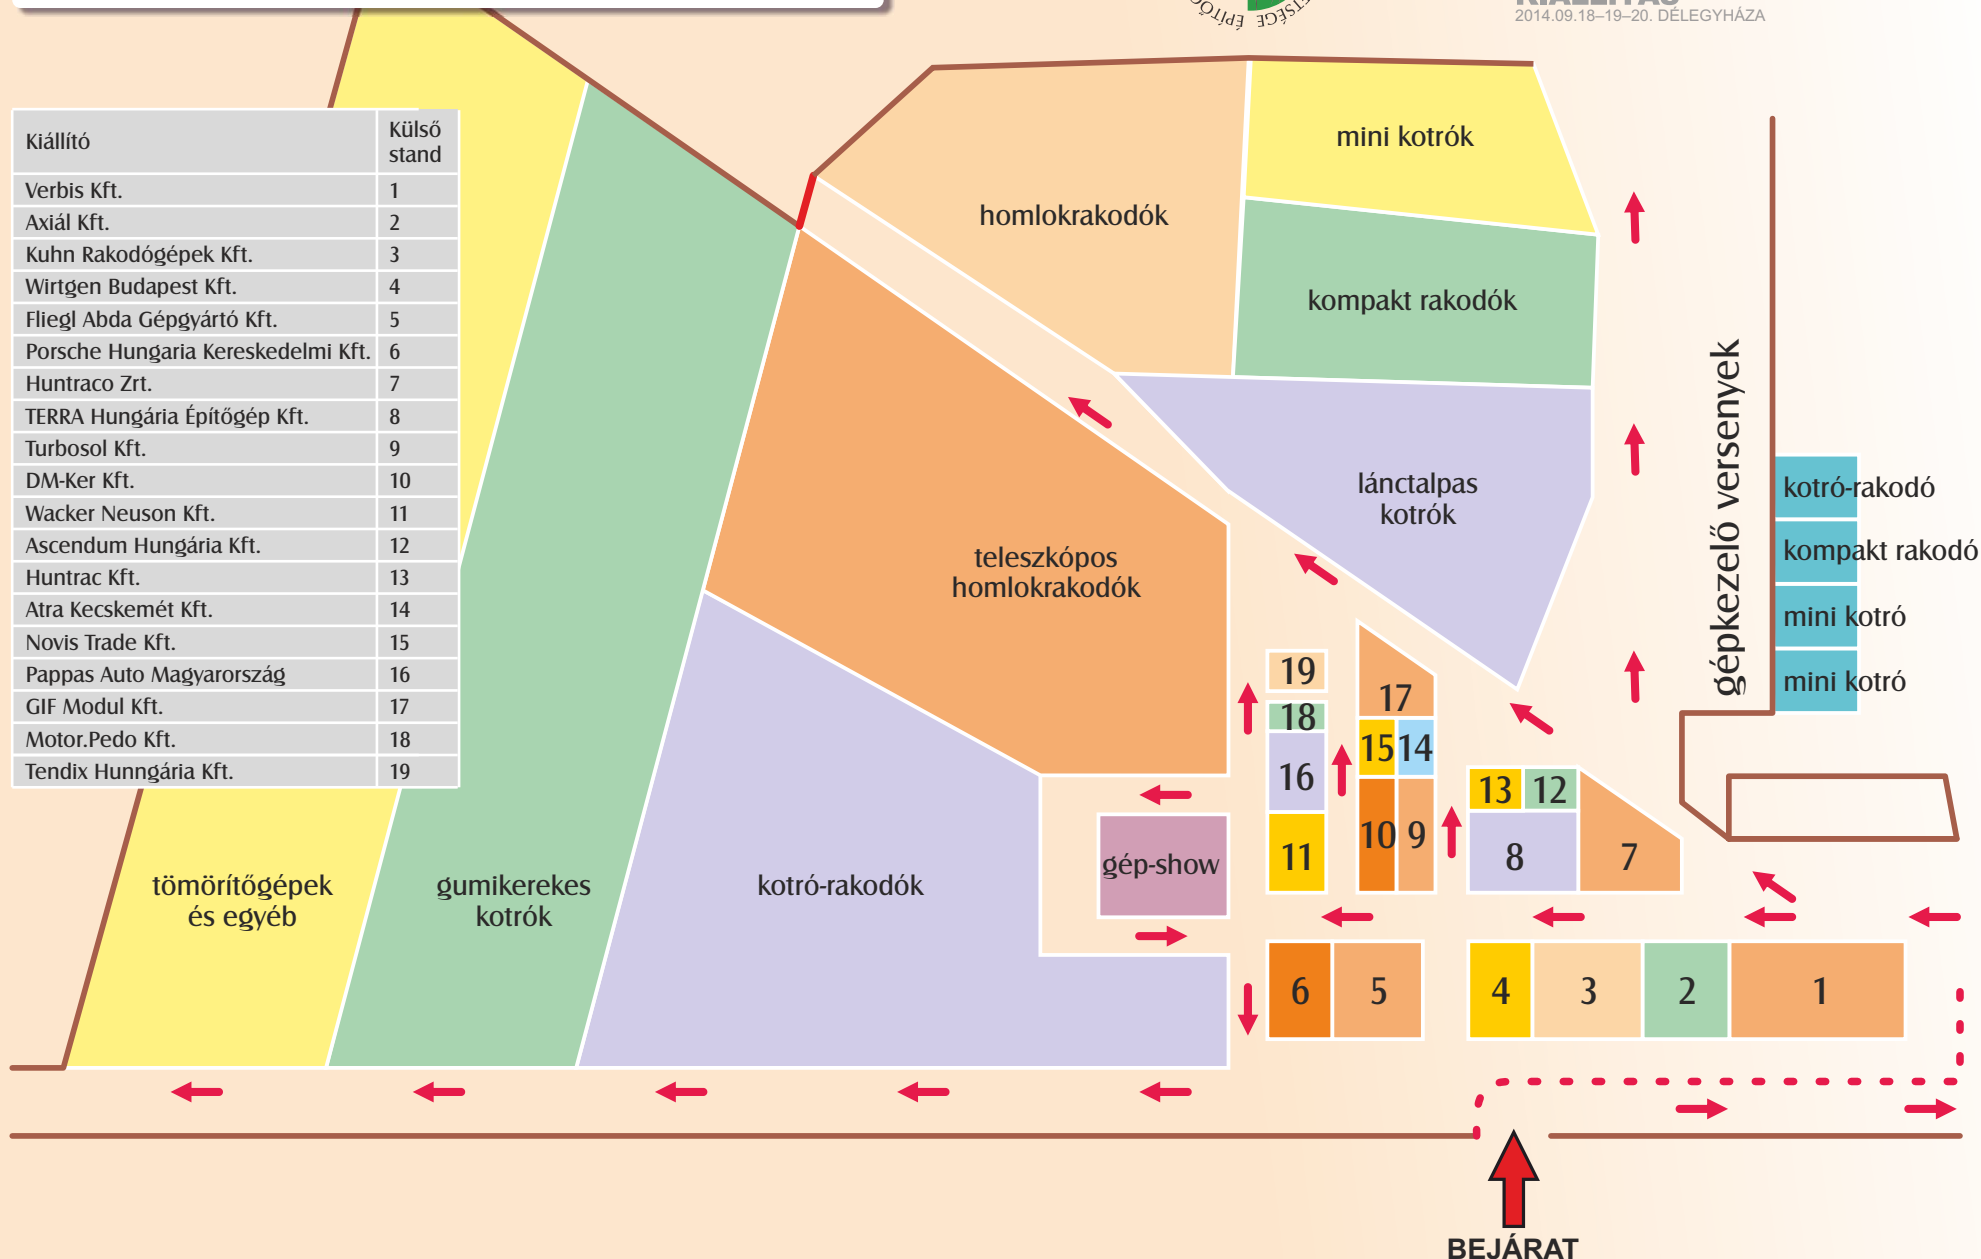 ETSÉGE ÉPÍTŐ
2014.09.18–19–20. DÉLEGYHÁZA
Kiállító Külső stand
Verbis Kft. 1
Axiál Kft. 2
Kuhn Rakodógépek Kft. 3
Wirtgen Budapest Kft. 4
Fliegl Abda Gépgyártó Kft. 5
Porsche Hungaria Kereskedelmi Kft. 6
Huntraco Zrt. 7
TERRA Hungária Építőgép Kft. 8
Turbosol Kft. 9
DM-Ker Kft. 10
Wacker Neuson Kft. 11
Ascendum Hungária Kft. 12
Huntrac Kft. 13
Atra Kecskemét Kft. 14
Novis Trade Kft. 15
Pappas Auto Magyarország 16
GIF Modul Kft. 17
Motor.Pedo Kft. 18
Tendix Hunngária Kft. 19
mini kotrók
homlokrakodók
kompakt rakodók
lánctalpas
kotrók
teleszkópos
homlokrakodók
gépkezelő versenyek
kotró-rakodó
kompakt rakodó
mini kotró
mini kotró
19
17
18
15 14
16
13 12
10 9
11
8
7
gép-show
tömörítőgépek
és egyéb
gumikerekes
kotrók
kotró-rakodók
6 5 4 3 2 1
BEJÁRAT